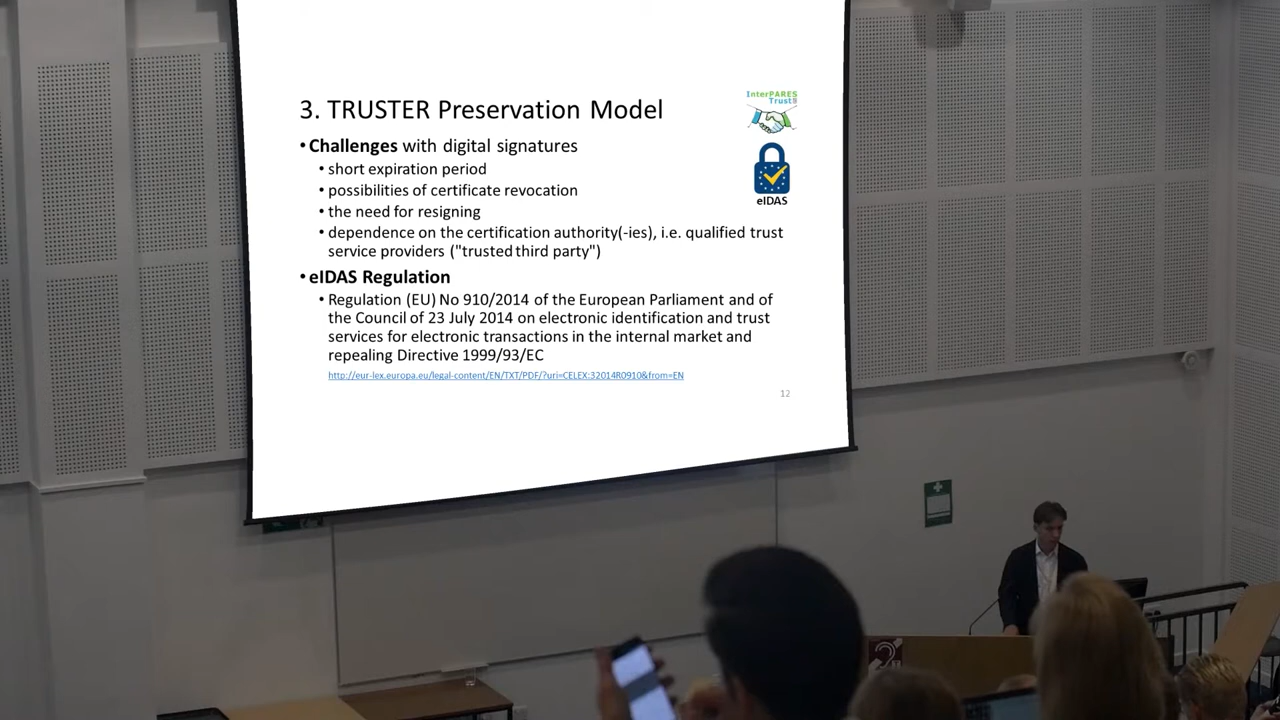 3. TRUSTER Preservation Model
InterPARES
Trust
• Challenges with digital signatures
• short expiration period
• possibilities of certificate revocation
• the need for resigning
• dependence on the certification authority(-ies), i.e. qualified trust
service providers ("trusted third party")
eIDAS
• eIDAS Regulation
• Regulation (EU) No 910/2014 of the European Parliament and of
the Council of 23 July 2014 on electronic identification and trust
services for electronic transactions in the internal market and
repealing Directive 1999/93/EC
http://eur-lex.europa.eu/legal-content/EN/TXT/PDF/?uri=CELEX:32014R0910&from=EN
12